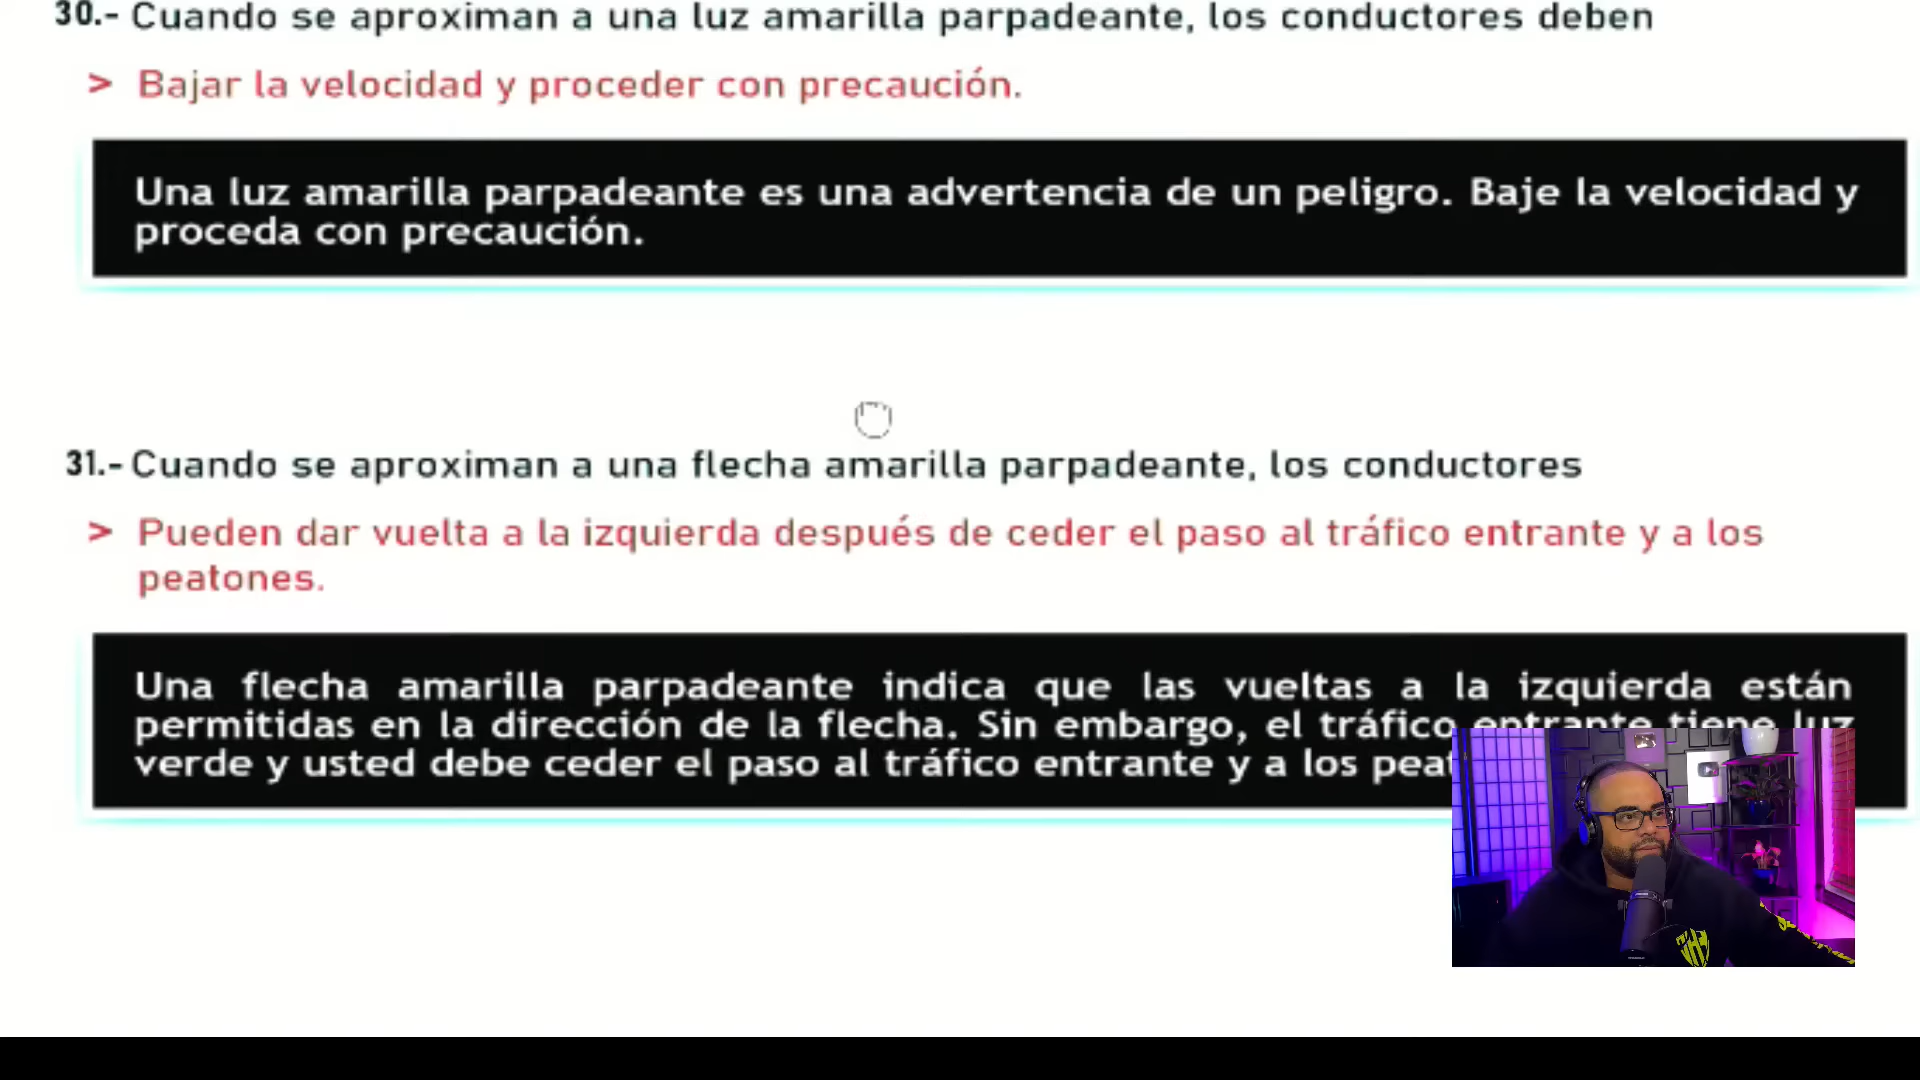 30.- Cuando se aproximan a una luz amarilla parpadeante, los conductores deben
> Bajar la velocidad y proceder con precaución.
Una luz amarilla parpadeante es una advertencia de un peligro. Baje la velocidad y
proceda con precaución.
31.- Cuando se aproximan a una flecha amarilla parpadeante, los conductores
> Pueden dar vuelta a la izquierda después de ceder el paso al tráfico entrante y a los
peatones.
Una flecha amarilla parpadeante indica que las vueltas a la izquierda están
permitidas en la dirección de la flecha. Sin embargo, el tráfico entrante tiene luz
verde y usted debe ceder el paso al tráfico entrante y a los